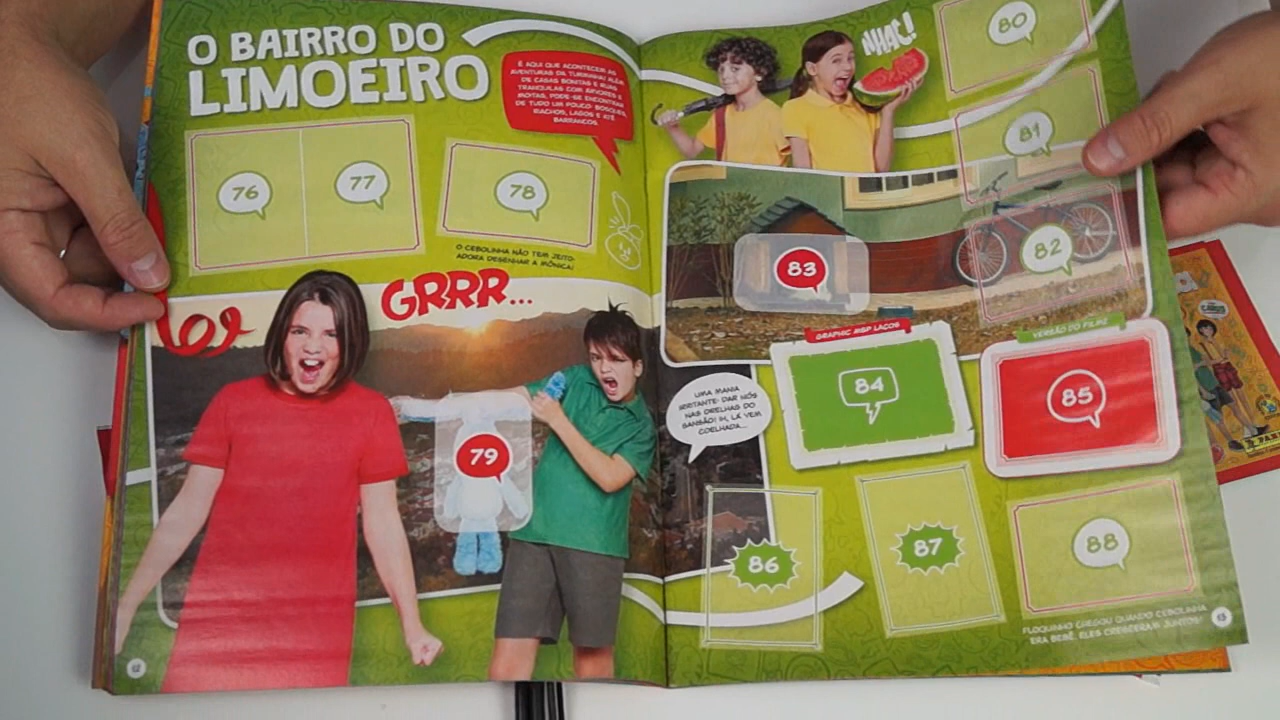 O BAIRRO DO
LIMOEIRO
É AQUI QUE ACONTECEM AS
AVENTURAS DA TURMINHA! ALÉM
DE CASAS BONITAS E RUAS
TRANQUILAS COM ÁRVORES E
MOITAS, PODE-SE ENCONTRAR
DE TUDO UM POUCO: BOSQUES,
RIACHOS, LAGOS E ATÉ
BARRANCOS.
76
77
78
O CEBOLINHA NÃO TEM JEITO:
ADORA DESENHAR A MÔNICA!
GRRR...
79
NHAC!
80
81
82
83
GRAPHIC MSP LAÇOS
84
VERSÃO DO FILME
85
UMA MANIA
IRRITANTE: DAR NÓS
NAS ORELHAS DO
SANSÃO! IH, LÁ VEM
COELHADA...
86
87
88
FLOQUINHO CHEGOU QUANDO CEBOLINHA
ERA BEBÊ. ELES CRESCERAM JUNTOS!